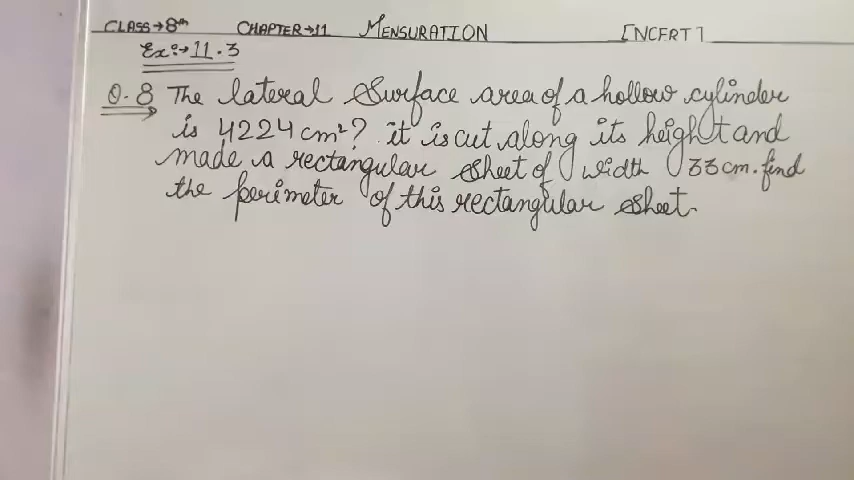 CLASS→8th CHAPTER→11 MENSURATION [NCERT]
Ex:→11.3
Q.8 The lateral Surface area of a hollow cylinder
is 4224 cm²? it is cut along its height and
made a rectangular sheet of width 33 cm. find
the perimeter of this rectangular sheet.